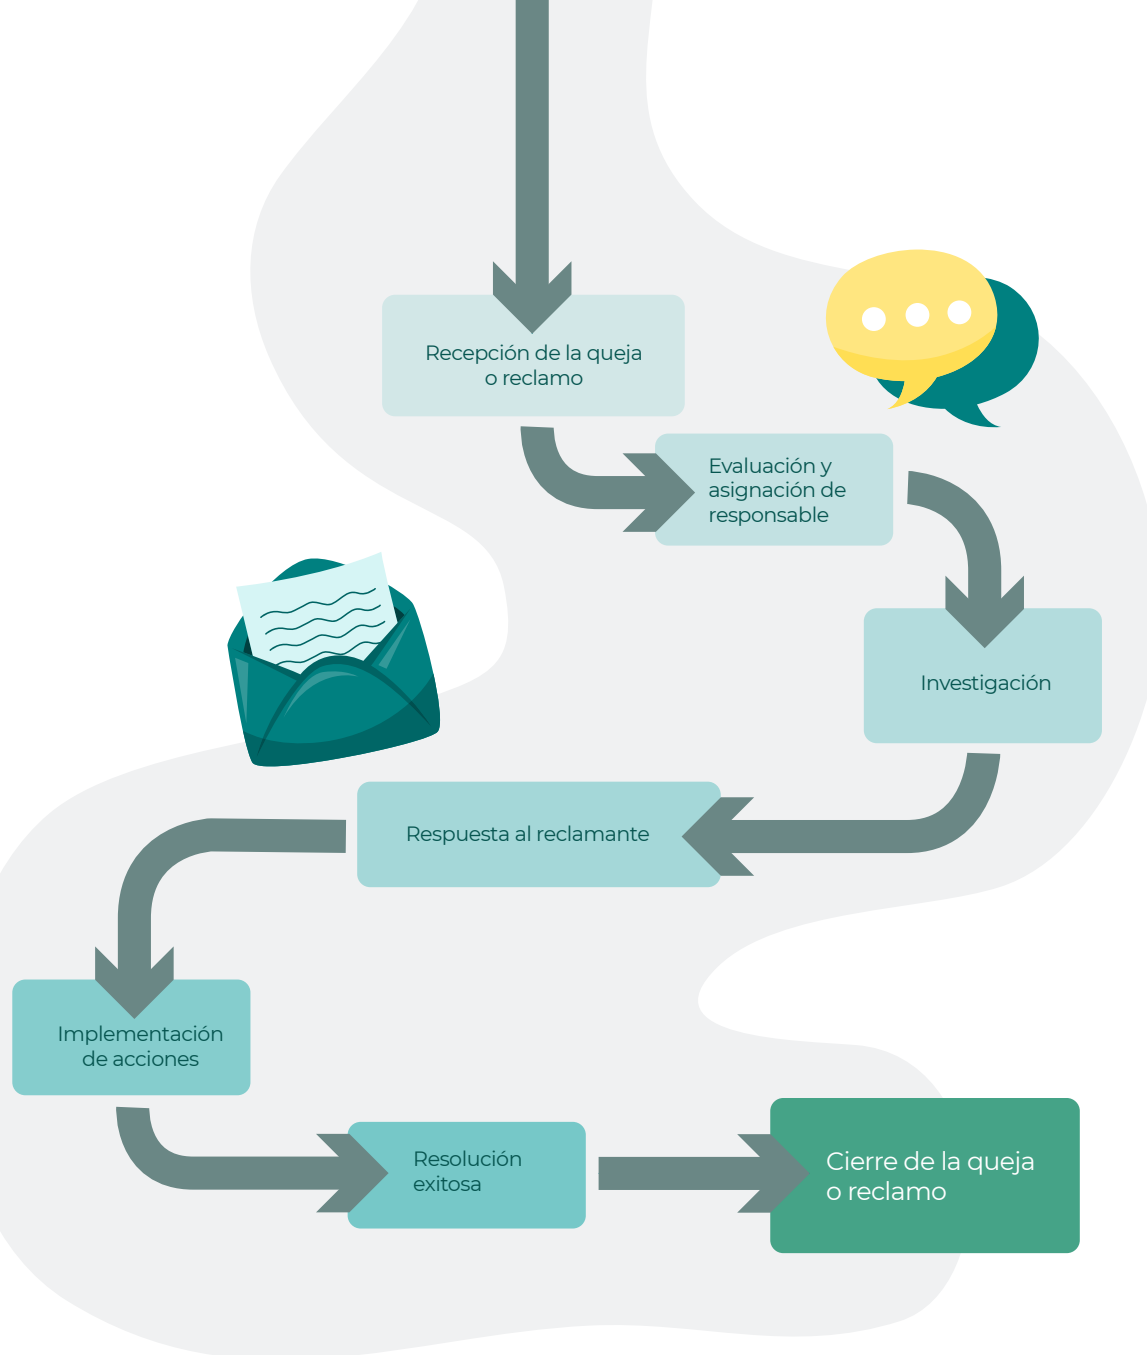 Recepción de la queja
o reclamo
Evaluación y
asignación de
responsable
Investigación
Respuesta al reclamante
Implementación
de acciones
Resolución
exitosa
Cierre de la queja
o reclamo